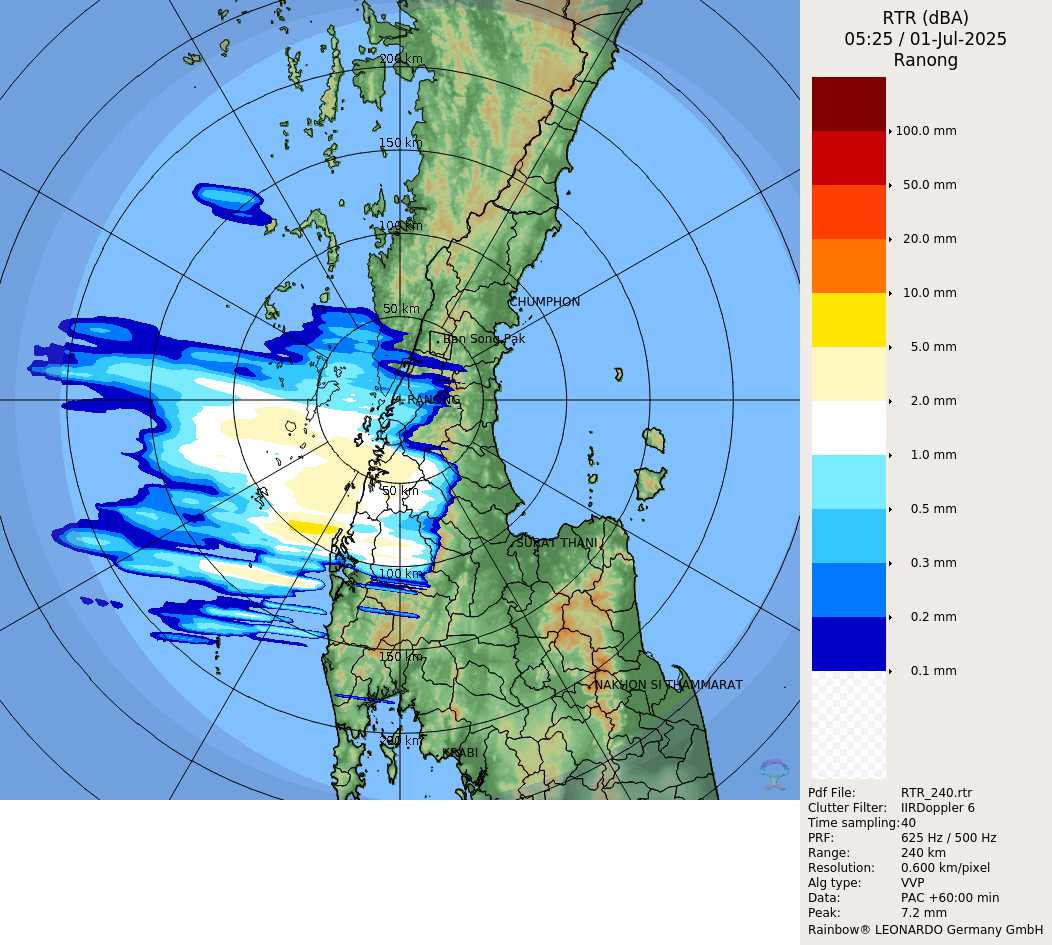 RTR (dBA)
05:25 / 01-Jul-2025
Ranong
200 km
150 km
100 km
50 km
CHUMPHON
Ban Song Pak
RANONG
50 km
SURAT THANI
100 km
150 km
NAKHON SI THAMMARAT
200 km
KRABI
100.0 mm
50.0 mm
20.0 mm
10.0 mm
5.0 mm
2.0 mm
1.0 mm
0.5 mm
0.3 mm
0.2 mm
0.1 mm
Pdf File: RTR_240.rtr
Clutter Filter: IIRDoppler 6
Time sampling:40
PRF: 625 Hz / 500 Hz
Range: 240 km
Resolution: 0.600 km/pixel
Alg type: VVP
Data: PAC +60:00 min
Peak: 7.2 mm
Rainbow® LEONARDO Germany GmbH